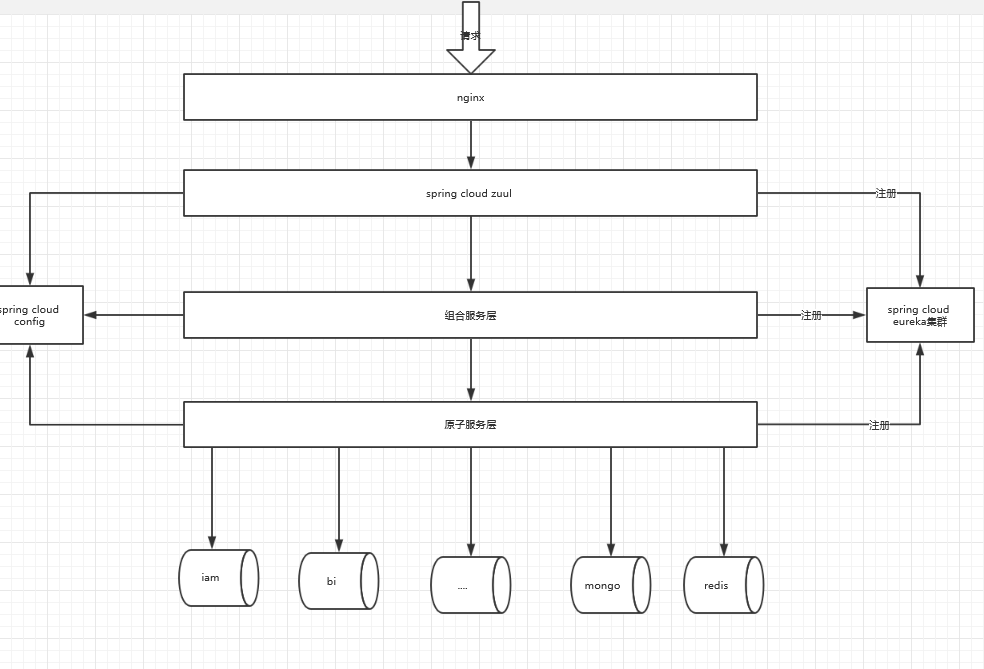 请求
nginx
spring cloud zuul
注册
spring cloud
config
组合服务层
注册
spring cloud
eureka集群
原子服务层
注册
iam
bi
....
mongo
redis